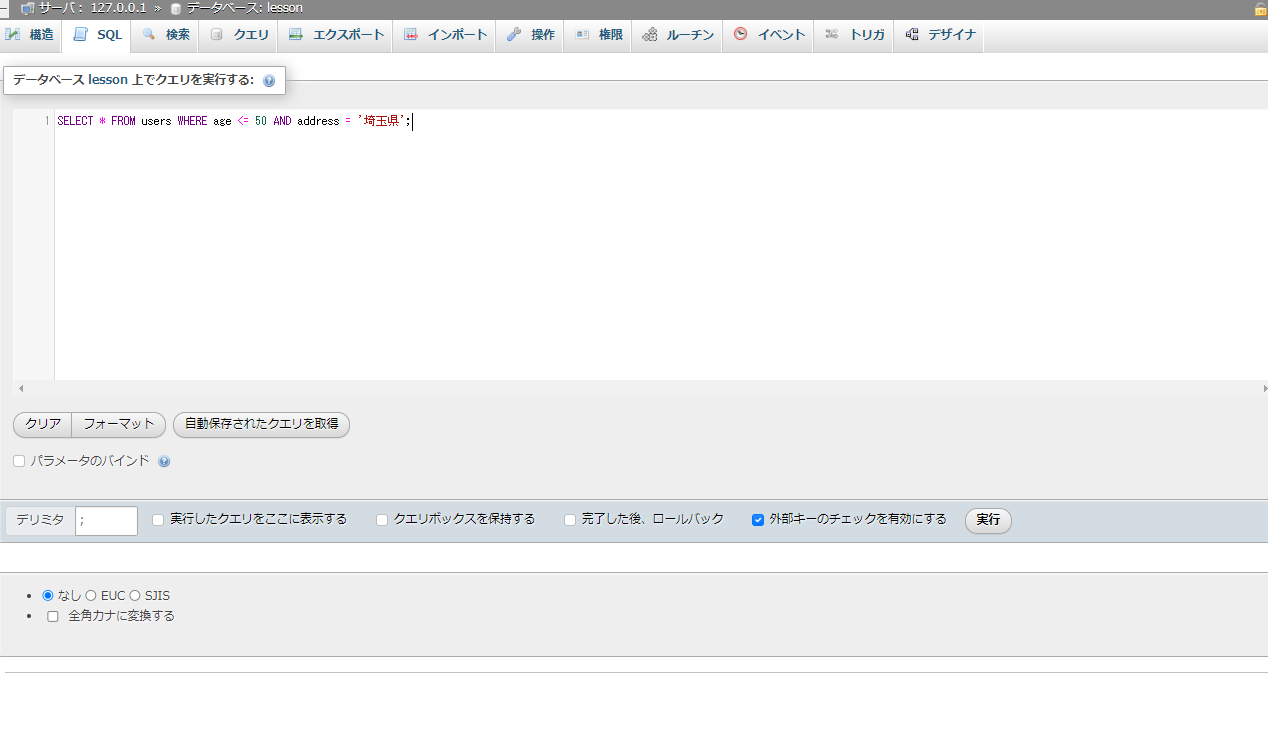 サーバ: 127.0.0.1 » データベース: lesson
構造 SQL 検索 クエリ エクスポート インポート 操作 権限 ルーチン イベント トリガ デザイナ
データベース lesson 上でクエリを実行する:
1 SELECT * FROM users WHERE age <= 50 AND address = '埼玉県';
クリア フォーマット 自動保存されたクエリを取得
パラメータのバインド
デリミタ ; 実行したクエリをここに表示する クエリボックスを保持する 完了した後、ロールバック 外部キーのチェックを有効にする 実行
なし EUC SJIS
全角カナに変換する